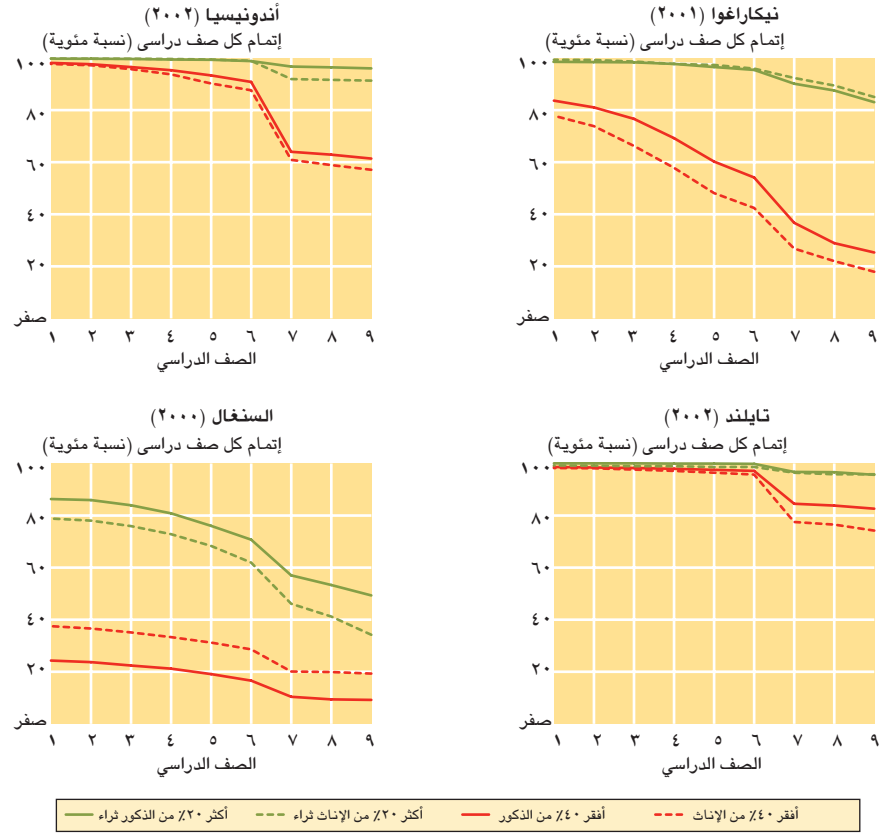 نيكاراغوا (٢٠٠١)
إتمام كل صف دراسى (نسبة مئوية)
١٠٠
٨٠
٦٠
٤٠
٢٠
صفر
١ ٢ ٣ ٤ ٥ ٦ ٧ ٨ ٩
الصف الدراسي
أندونيسيا (٢٠٠٢)
إتمام كل صف دراسى (نسبة مئوية)
١٠٠
٨٠
٦٠
٤٠
٢٠
صفر
١ ٢ ٣ ٤ ٥ ٦ ٧ ٨ ٩
الصف الدراسي
تايلند (٢٠٠٢)
إتمام كل صف دراسى (نسبة مئوية)
١٠٠
٨٠
٦٠
٤٠
٢٠
صفر
١ ٢ ٣ ٤ ٥ ٦ ٧ ٨ ٩
الصف الدراسي
السنغال (٢٠٠٠)
إتمام كل صف دراسى (نسبة مئوية)
١٠٠
٨٠
٦٠
٤٠
٢٠
صفر
١ ٢ ٣ ٤ ٥ ٦ ٧ ٨ ٩
الصف الدراسي
أفقر ٤٠٪ من الإناث أفقر ٤٠٪ من الذكور أكثر ٢٠٪ من الإناث ثراء أكثر ٢٠٪ من الذكور ثراء